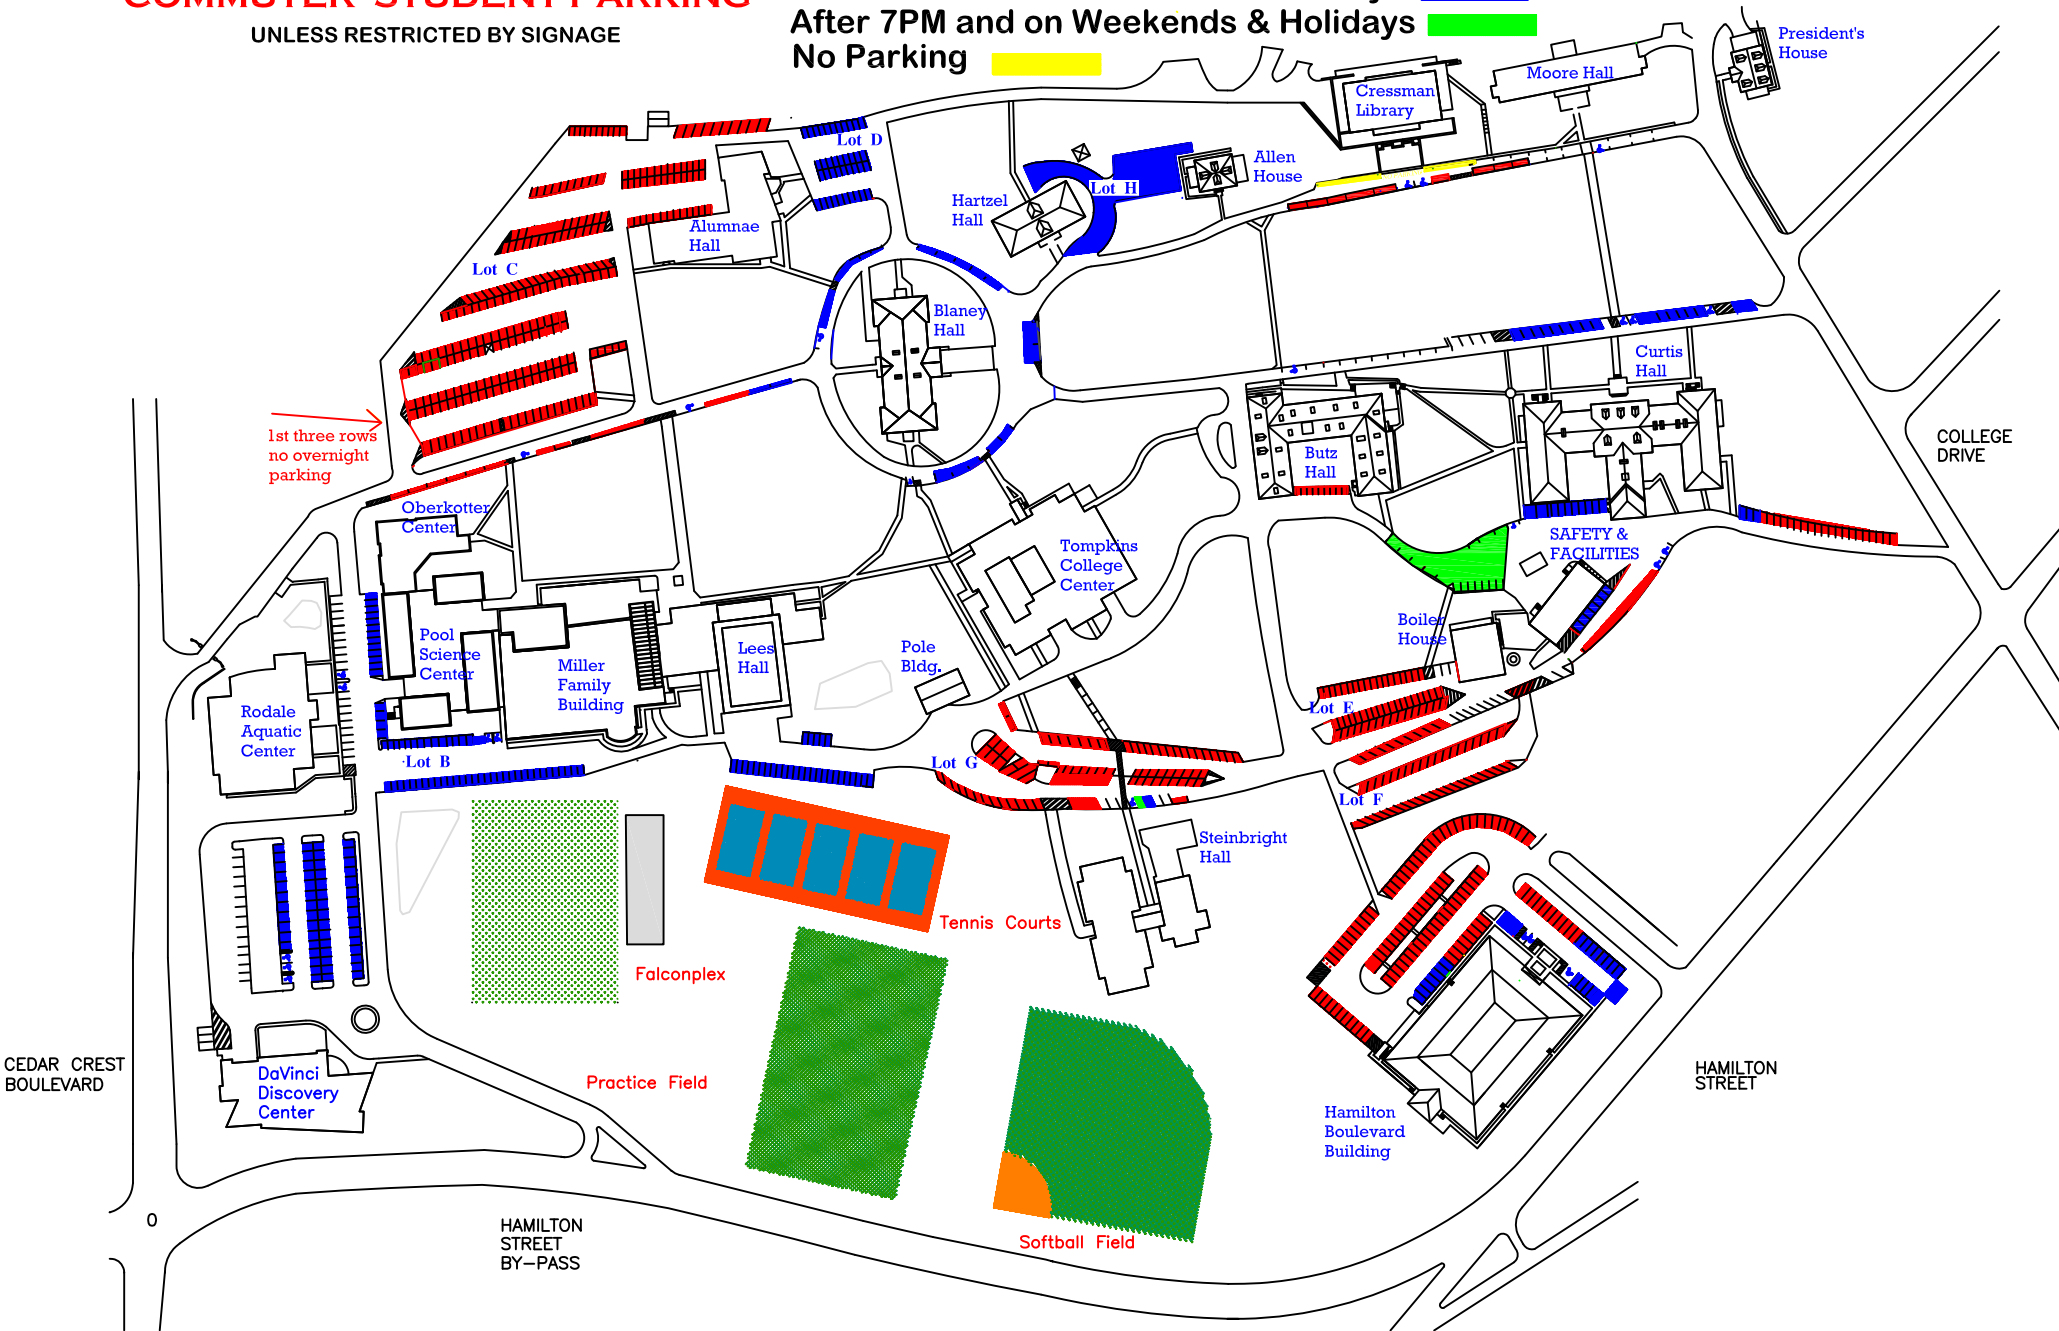 COMMUTER STUDENT PARKING
UNLESS RESTRICTED BY SIGNAGE
After 7PM and on Weekends & Holidays
No Parking
President's
House
Moore Hall
Cressman
Library
Lot D
Allen
House
Lot H
Hartzel
Hall
Alumnae
Hall
Lot C
Blaney
Hall
Curtis
Hall
1st three rows
no overnight
parking
COLLEGE
DRIVE
Butz
Hall
Oberkotter
Center
SAFETY &
FACILITIES
Tompkins
College
Center
Boiler
House
Pool
Science
Center
Lees
Hall
Pole
Bldg.
Miller
Family
Building
Rodale
Aquatic
Center
Lot E
Lot B
Lot G
Lot F
Steinbright
Hall
Tennis Courts
Falconplex
CEDAR CREST
BOULEVARD
DaVinci
Discovery
Center
Practice Field
HAMILTON
STREET
Hamilton
Boulevard
Building
O
HAMILTON
STREET
BY-PASS
Softball Field